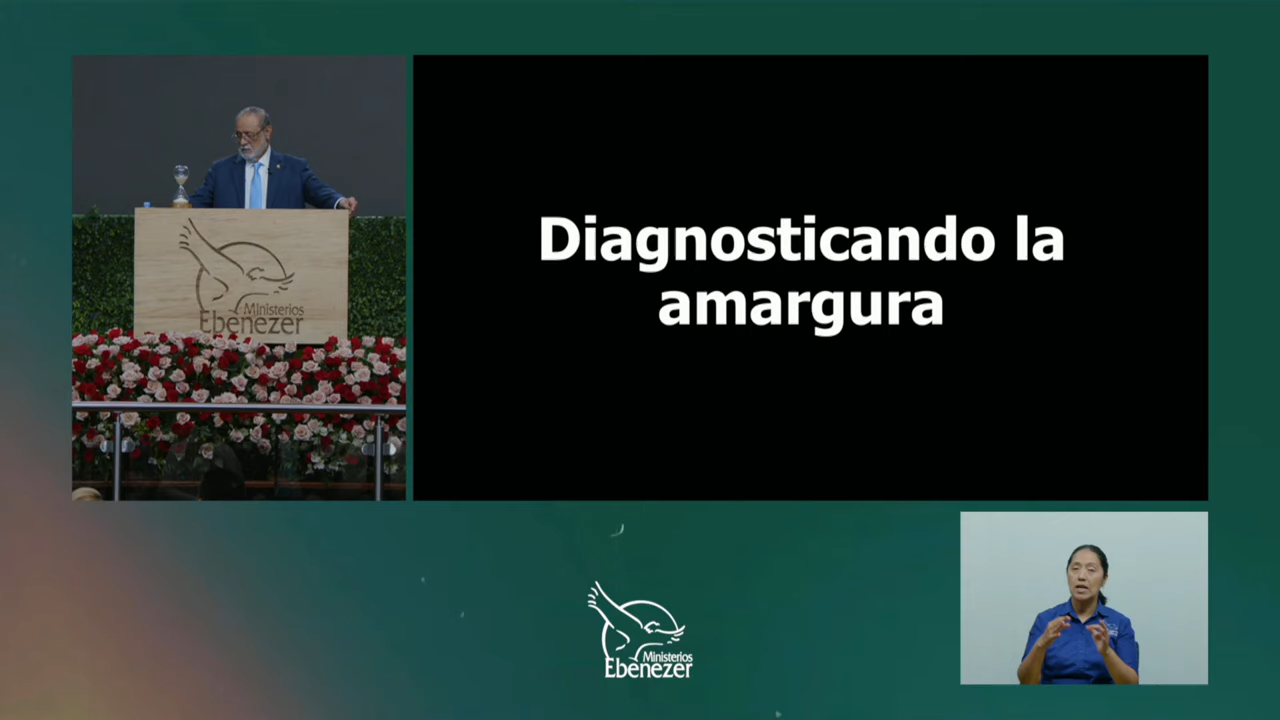 Diagnosticando la
amargura
Ministerios
Ebenezer
Ministerios
Ebenezer